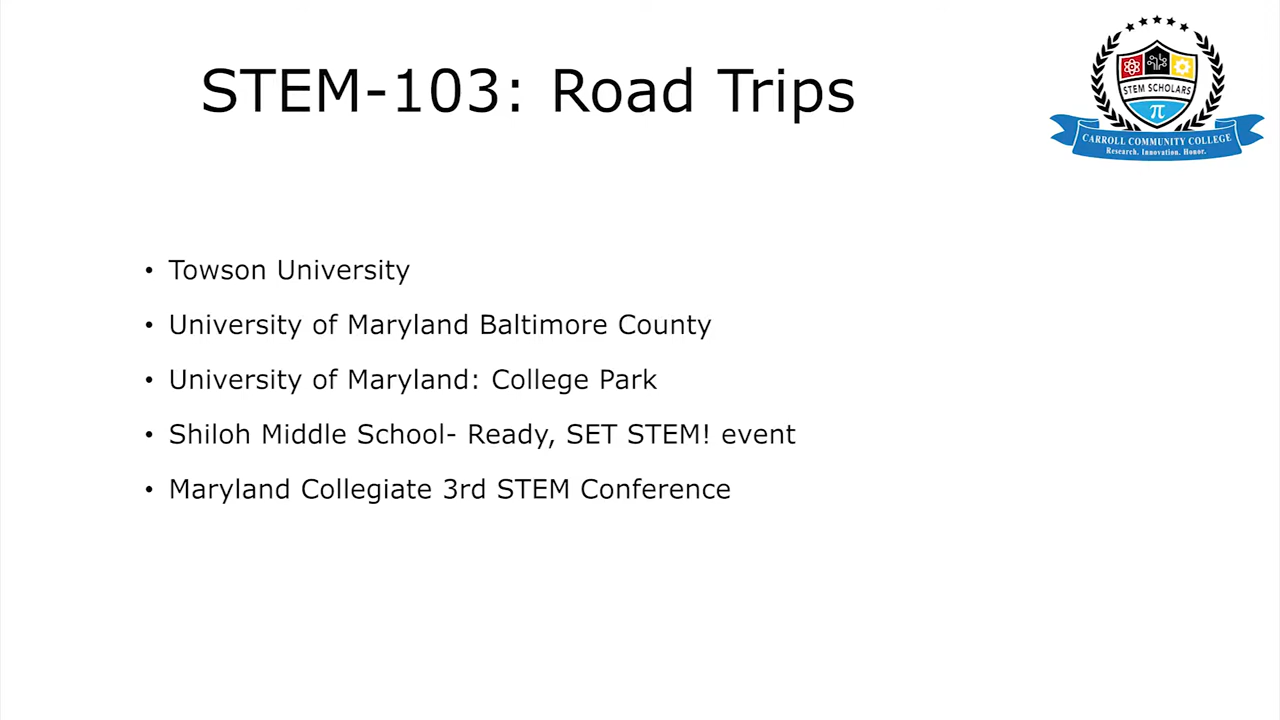 STEM-103: Road Trips
STEM SCHOLARS
π
CARROLL COMMUNITY COLLEGE
Research. Innovation. Honor.
• Towson University
• University of Maryland Baltimore County
• University of Maryland: College Park
• Shiloh Middle School- Ready, SET STEM! event
• Maryland Collegiate 3rd STEM Conference